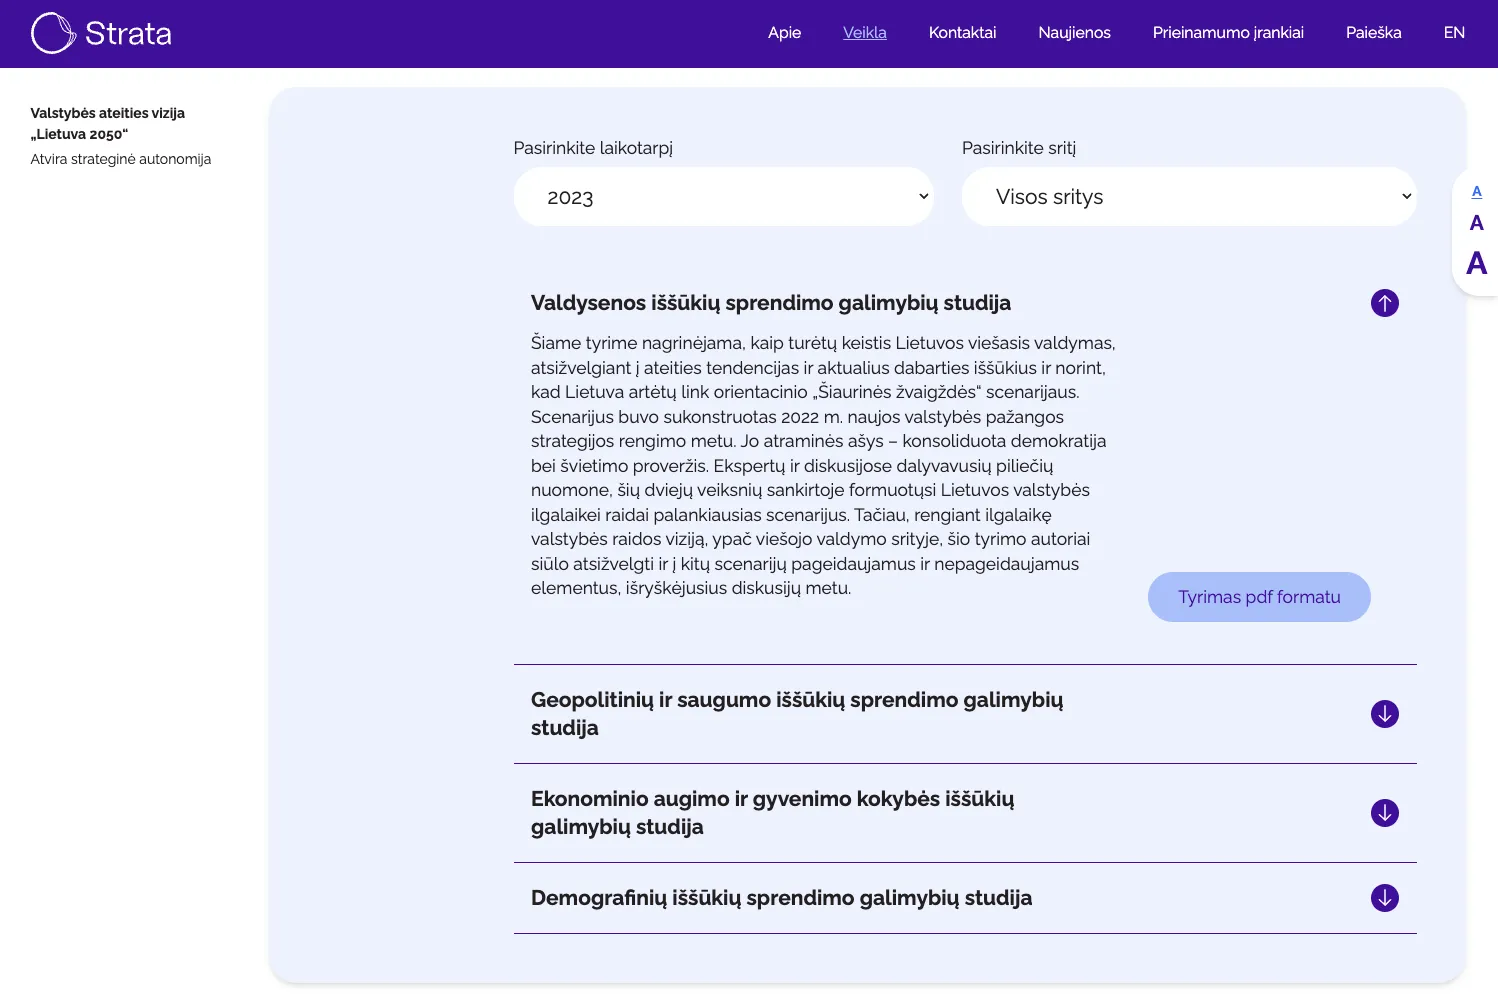 Strata
Apie
Veikla
Kontaktai
Naujienos
Prieinamumo įrankiai
Paieška
EN
Valstybės ateities vizija
„Lietuva 2050“
Atvira strateginė autonomija
Pasirinkite laikotarpį
2023
Pasirinkite sritį
Visos sritys
A
A
A
Valdysenos iššūkių sprendimo galimybių studija
Šiame tyrime nagrinėjama, kaip turėtų keistis Lietuvos viešasis valdymas,
atsižvelgiant į ateities tendencijas ir aktualius dabarties iššūkius ir norint,
kad Lietuva artėtų link orientacinio „Šiaurinės žvaigždės“ scenarijaus.
Scenarijus buvo sukonstruotas 2022 m. naujos valstybės pažangos
strategijos rengimo metu. Jo atraminės ašys – konsoliduota demokratija
bei švietimo proveržis. Ekspertų ir diskusijose dalyvavusių piliečių
nuomone, šių dviejų veiksnių sankirtoje formuotųsi Lietuvos valstybės
ilgalaikei raidai palankiausias scenarijus. Tačiau, rengiant ilgalaikę
valstybės raidos viziją, ypač viešojo valdymo srityje, šio tyrimo autoriai
siūlo atsižvelgti ir į kitų scenarijų pageidaujamus ir nepageidaujamus
elementus, išryškėjusius diskusijų metu.
Tyrimas pdf formatu
Geopolitinių ir saugumo iššūkių sprendimo galimybių
studija
Ekonominio augimo ir gyvenimo kokybės iššūkių
galimybių studija
Demografinių iššūkių sprendimo galimybių studija